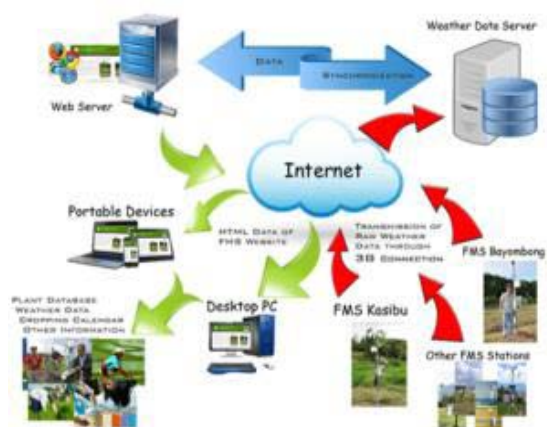 Weather Data Server
DATA
SYNCHRONIZATION
Web Server
Internet
Portable Devices
HTML DATA OF
FMS WEBSITE
TRANSMISSION OF
RAW WEATHER
DATA THROUGH
3G CONNECTION
FMS Bayombong
PLANT DATABASE
WEATHER DATA
CROPPING CALENDAR
OTHER INFORMATION
Desktop PC
FMS Kasibu
Other FMS Stations